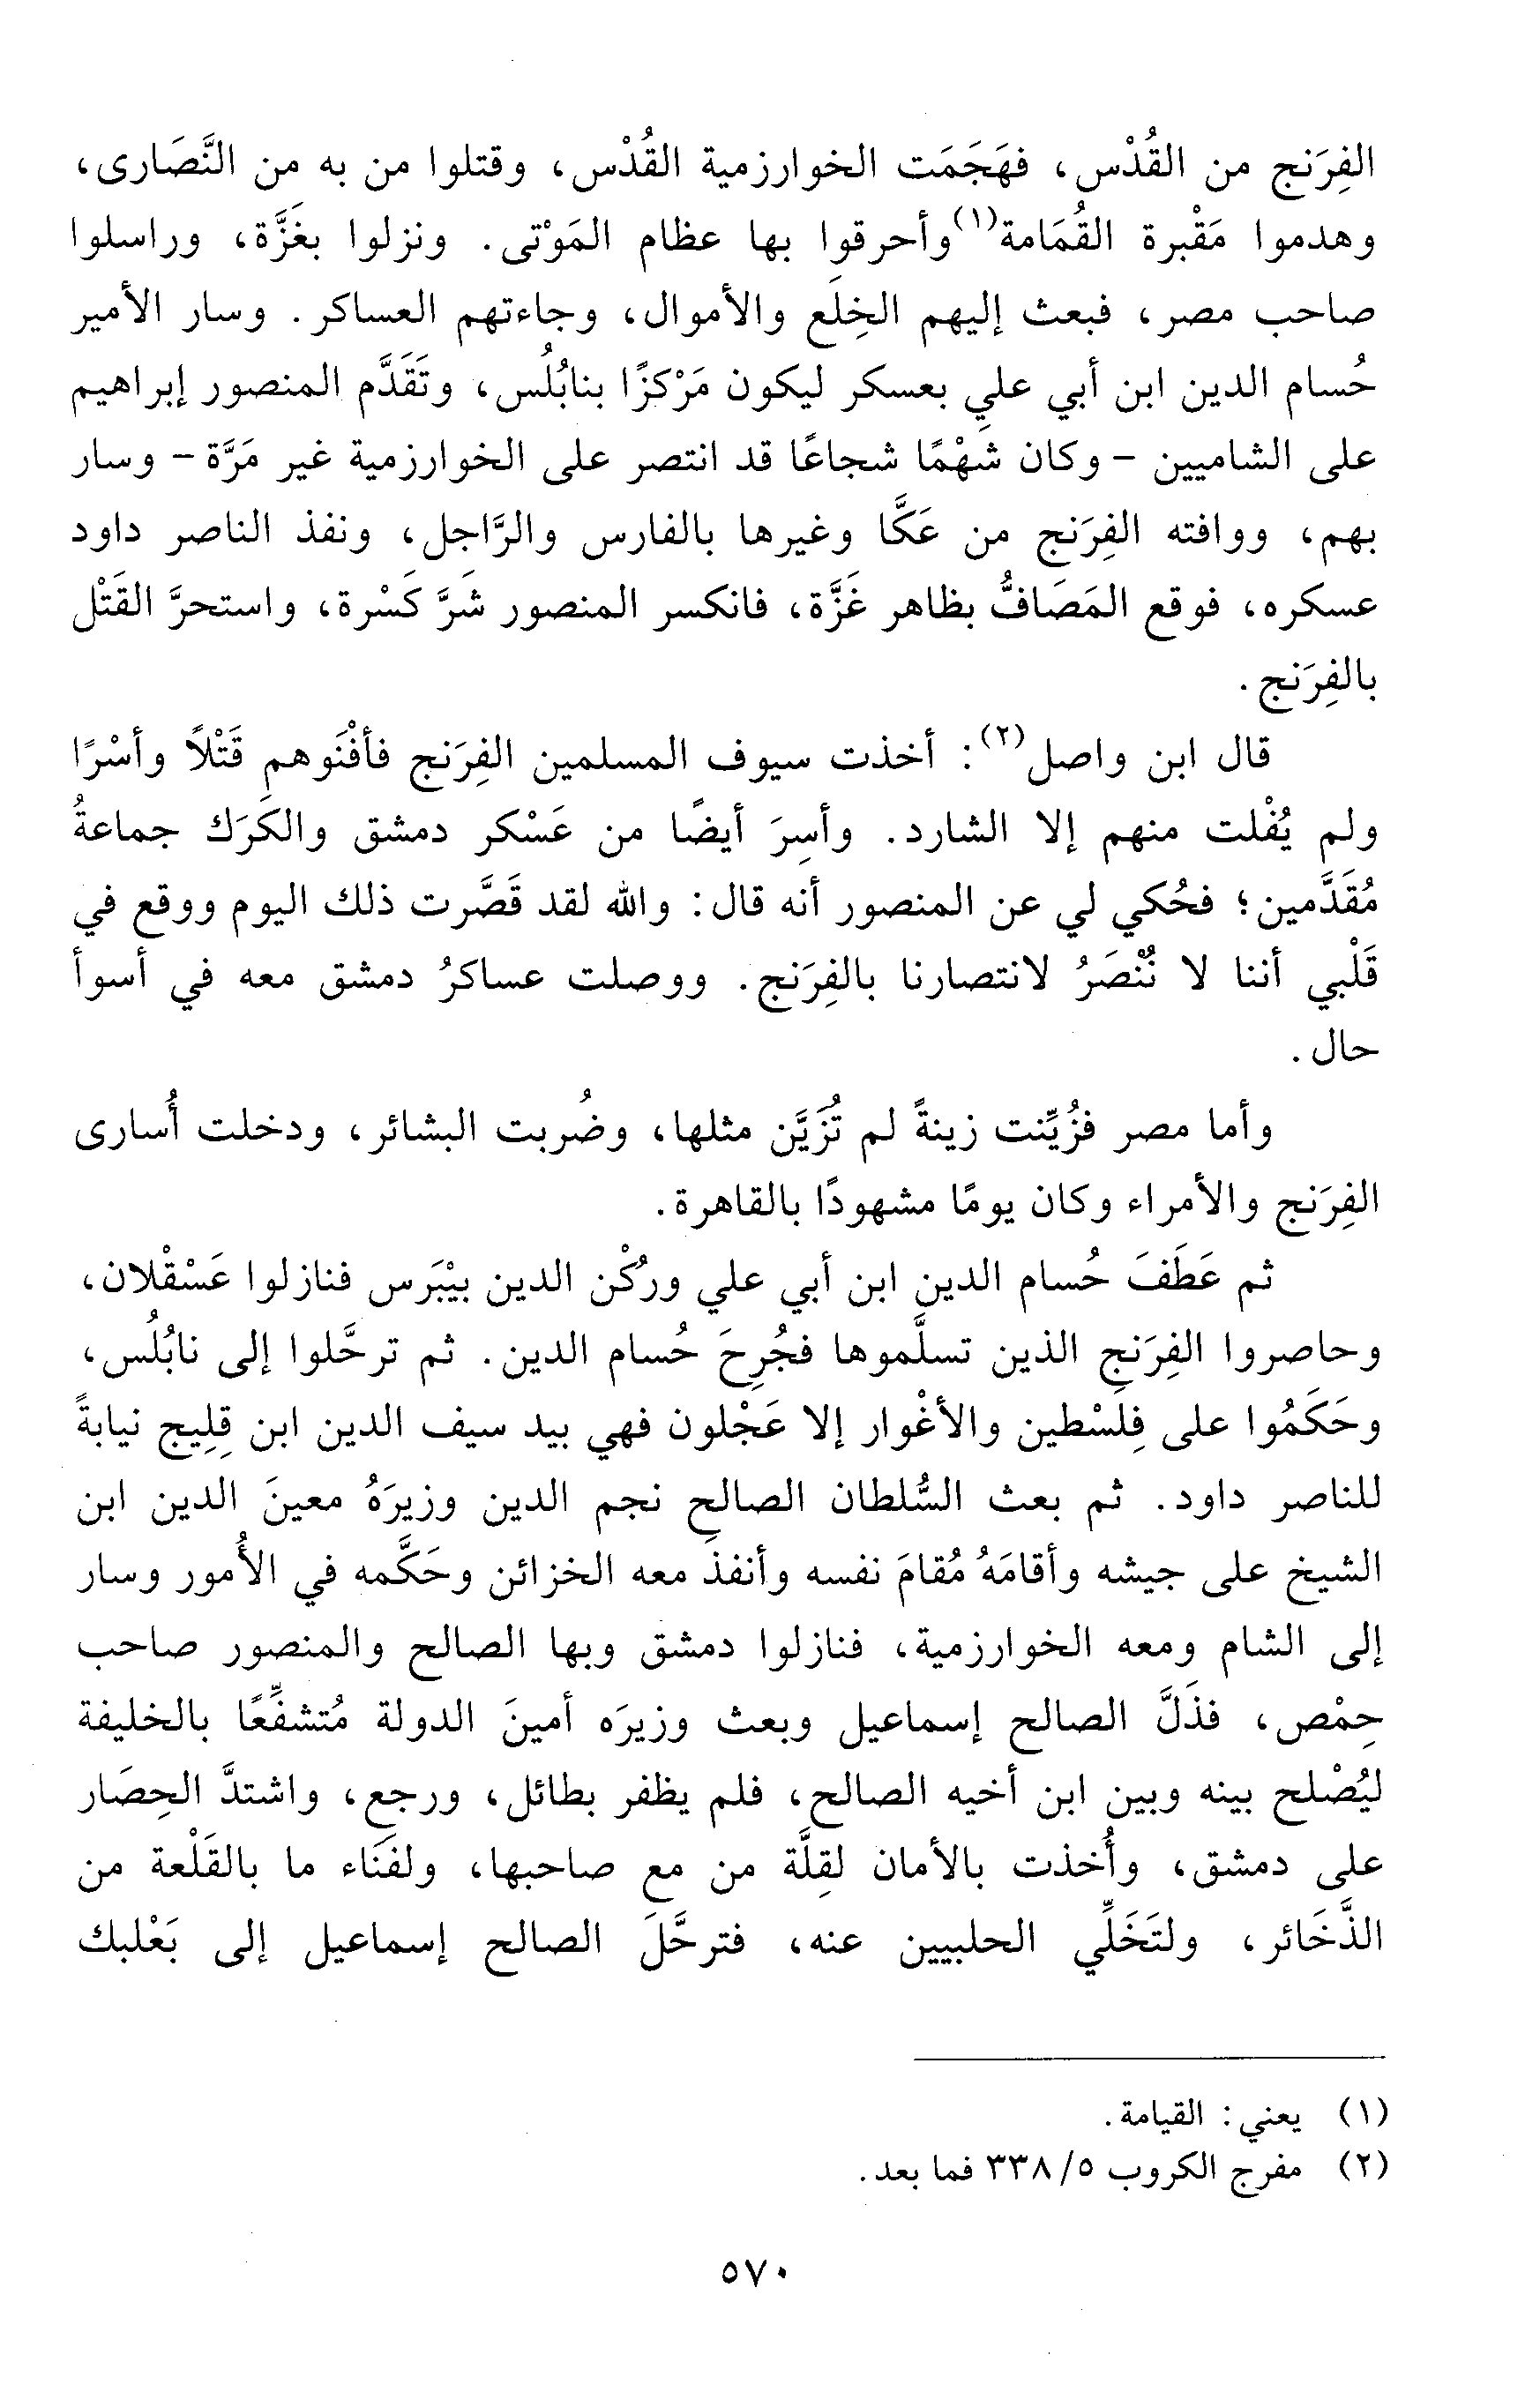 الفِرَنج من القُدْس، فهَجَمَت الخوارزمية القُدْس، وقتلوا من به من النَّصَارى،
وهدموا مَقْبرة القُمَامة(١) وأحرقوا بها عظام المَوْتى. ونزلوا بغَزَّة، وراسلوا
صاحب مصر، فبعث إليهم الخِلَع والأموال، وجاءتهم العساكر. وسار الأمير
حُسام الدين ابن أبي علي بعسكر ليكون مَرْكزًا بنابُلُس، وتَقَدَّم المنصور إبراهيم
على الشاميين - وكان شَهْمًا شجاعًا قد انتصر على الخوارزمية غير مَرَّة - وسار
بهم، ووافته الفِرَنج من عَكَّا وغيرها بالفارس والرَّاجل، ونفذ الناصر داود
عسكره، فوقع المَصَافُّ بظاهر غَزَّة، فانكسر المنصور شَرَّ كَسْرة، واستحرَّ القَتْل
بالفِرَنج.
قال ابن واصل(٢): أخذت سيوف المسلمين الفِرَنج فأفْنَوهم قَتْلاً وأسْرًا
ولم يُفْلت منهم إلا الشارد. وأسِرَ أيضًا من عَسْكر دمشق والكَرَك جماعةُ
مُقَدَّمين؛ فحُكي لي عن المنصور أنه قال: والله لقد قَصَّرت ذلك اليوم ووقع في
قَلْبي أننا لا نُنْصَرُ لانتصارنا بالفِرَنج. ووصلت عساكرُ دمشق معه في أسوأ
حال.
وأما مصر فزُيِّنت زينةً لم تُزَيَّن مثلها، وضُربت البشائر، ودخلت أُسارى
الفِرَنج والأمراء وكان يومًا مشهودًا بالقاهرة.
ثم عَطَفَ حُسام الدين ابن أبي علي ورُكْن الدين بيْبَرس فنازلوا عَسْقْلان،
وحاصروا الفِرَنج الذين تسلَّموها فجُرِحَ حُسام الدين. ثم ترحَّلوا إلى نابُلُس،
وحَكَمُوا على فِلَسْطين والأغْوار إلا عَجْلون فهي بيد سيف الدين ابن قِلِيج نيابةً
للناصر داود. ثم بعث السُّلطان الصالح نجم الدين وزيرَهُ معينَ الدين ابن
الشيخ على جيشه وأقامَهُ مُقامَ نفسه وأنفذ معه الخزائن وحَكَّمه في الأُمور وسار
إلى الشام ومعه الخوارزمية، فنازلوا دمشق وبها الصالح والمنصور صاحب
حِمْص، فذَلَّ الصالح إسماعيل وبعث وزيرَه أمينَ الدولة مُتشفِّعًا بالخليفة
ليُصْلح بينه وبين ابن أخيه الصالح، فلم يظفر بطائل، ورجع، واشتدَّ الحِصَار
على دمشق، وأُخذت بالأمان لقِلَّة من مع صاحبها، ولفَنَاء ما بالقَلْعة من
الذَّخَائر، ولتَخَلِّي الحلبيين عنه، فترحَّلَ الصالح إسماعيل إلى بَعْلبك
(١) يعني: القيامة.
(٢) مفرج الكروب ٥/ ٣٣٨ فما بعد.
٥٧٠